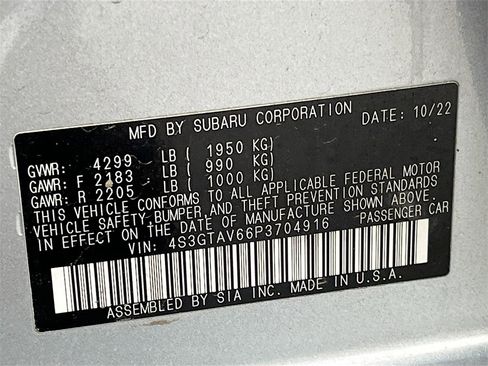 MFD BY SUBARU CORPORATION DATE: 10/22
GVWR: 4299 LB ( 1950 KG)
GAWR: F 2183 LB ( 990 KG)
GAWR: R 2205 LB ( 1000 KG)
THIS VEHICLE CONFORMS TO ALL APPLICABLE FEDERAL MOTOR
VEHICLE SAFETY,BUMPER,AND THEFT PREVENTION STANDARDS
IN EFFECT ON THE DATE OF MANUFACTURE SHOWN ABOVE.
VIN: 4S3GTAV66P3704916 PASSENGER CAR
ASSEMBLED BY SIA INC. MADE IN U.S.A.